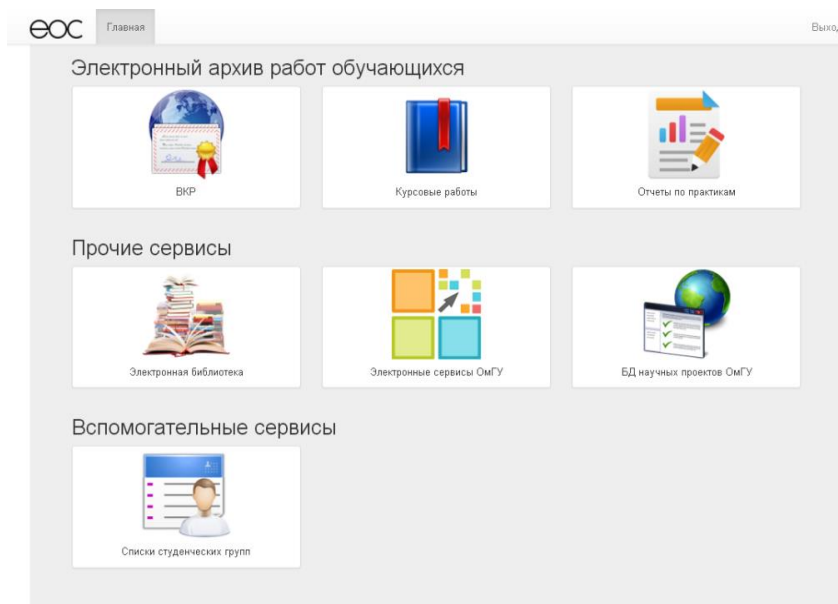 еос Главная Выход
Электронный архив работ обучающихся
ВКР Курсовые работы Отчеты по практикам
Прочие сервисы
Электронная библиотека Электронные сервисы ОмГУ БД научных проектов ОмГУ
Вспомогательные сервисы
Списки студенческих групп